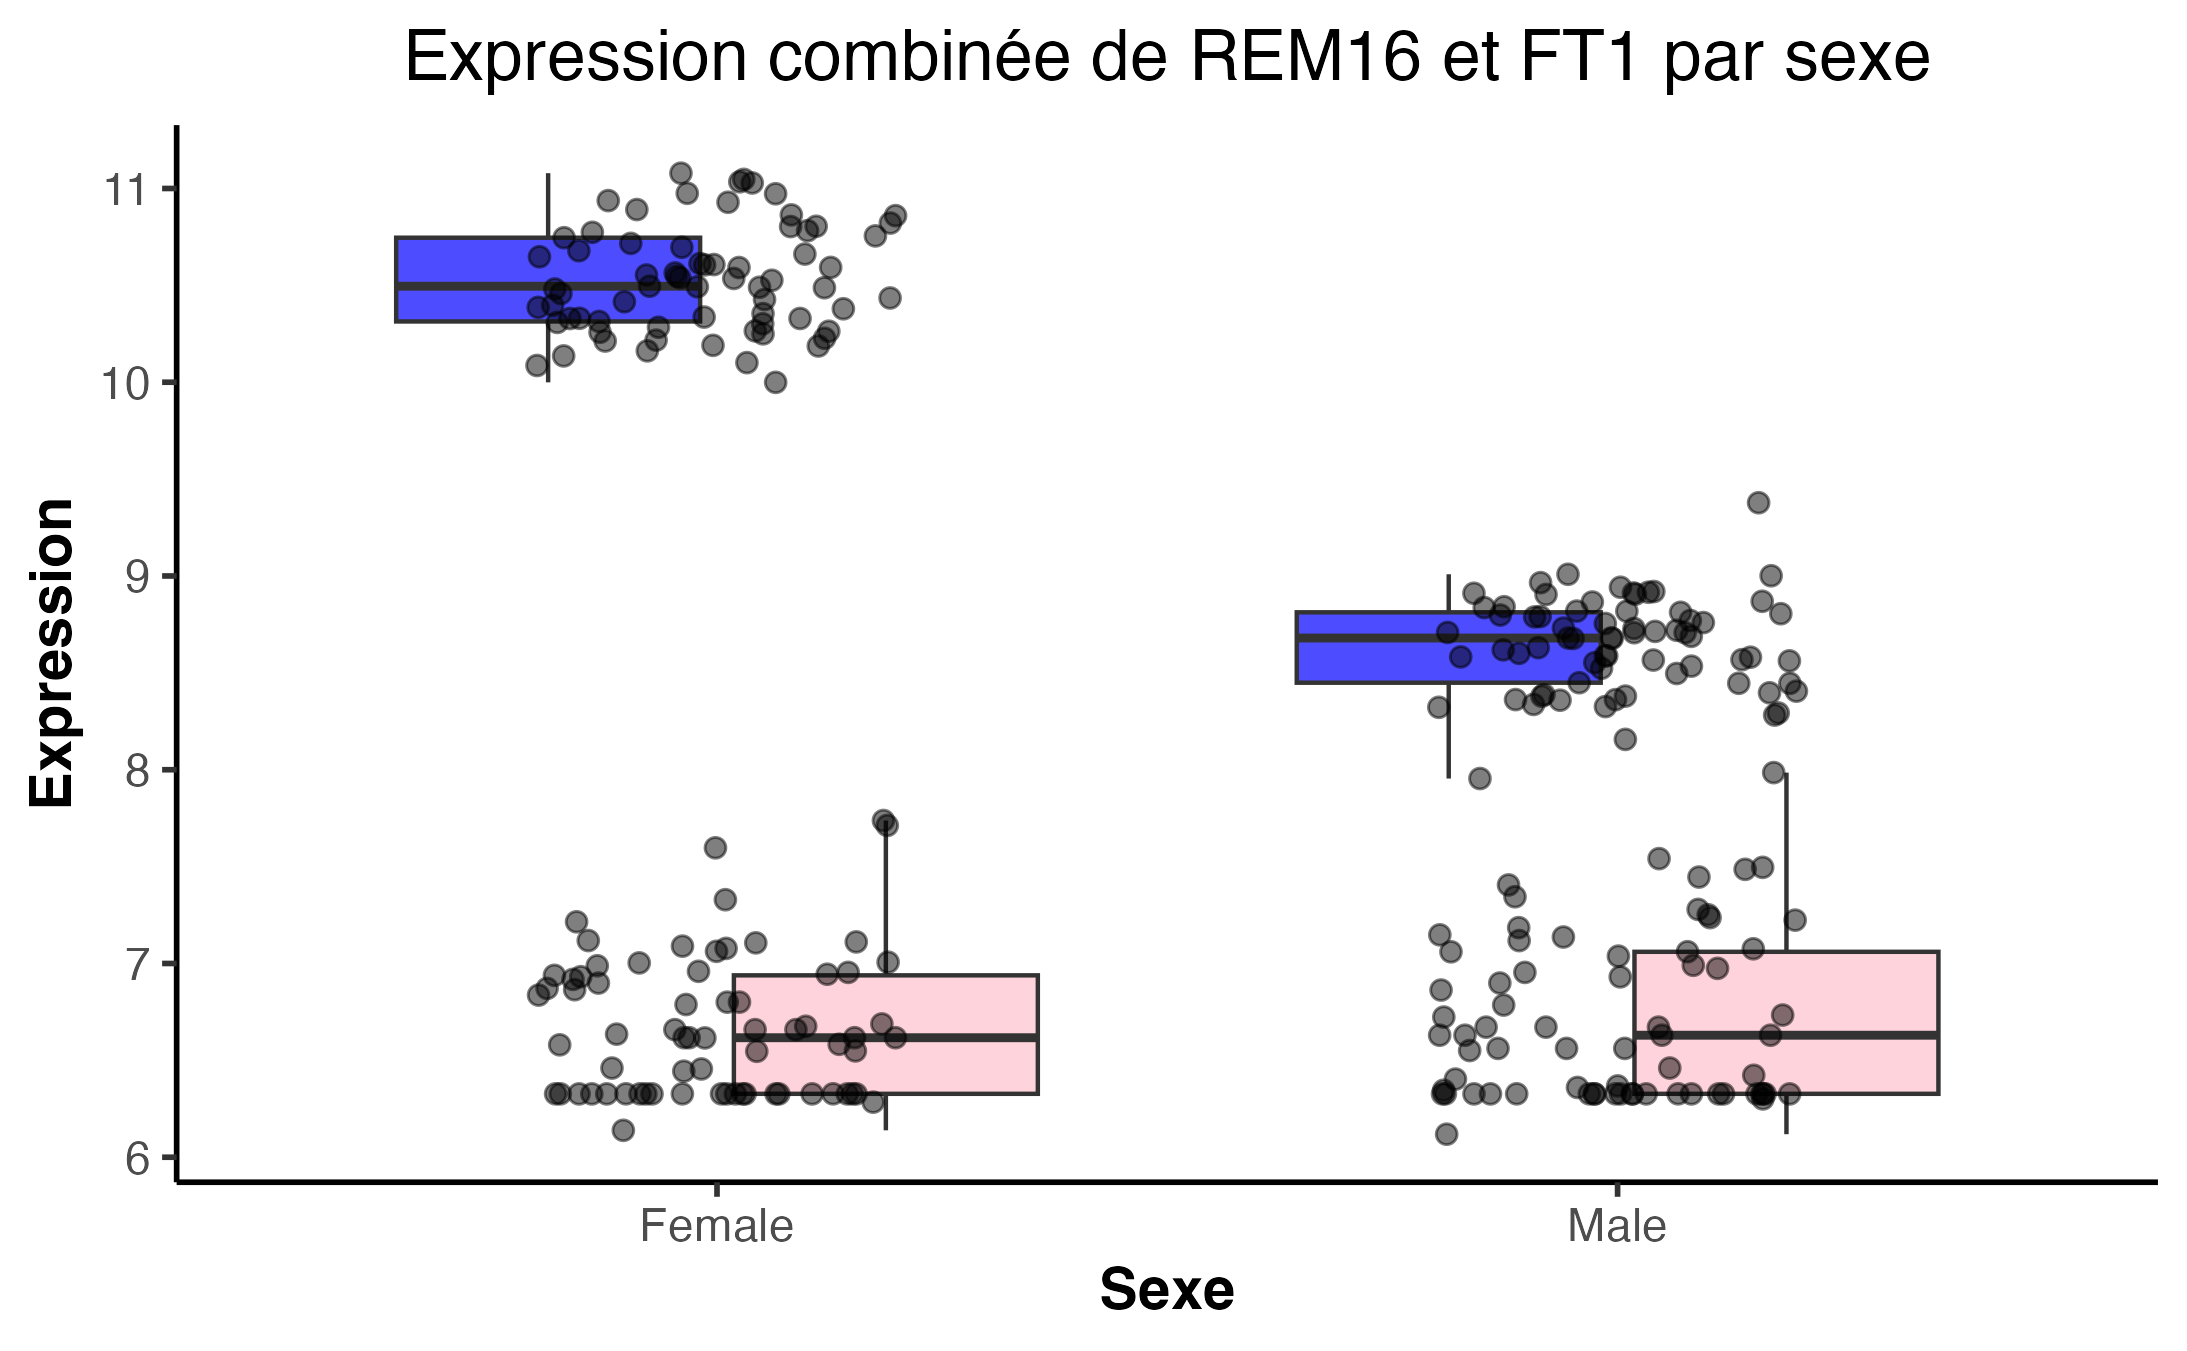 Expression combinée de REM16 et FT1 par sexe
11
10
9
8
7
6
Expression
Female
Male
Sexe